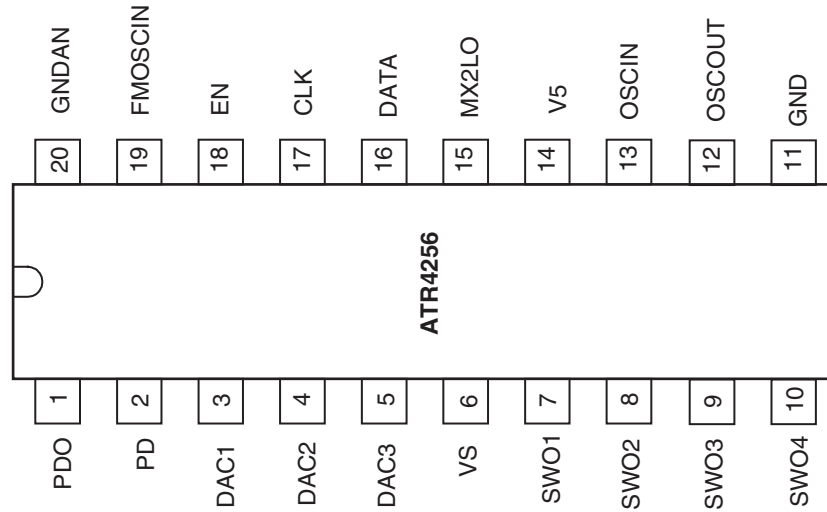 GNDAN
FMOSCIN
EN
CLK
DATA
MX2LO
V5
OSCIN
OSCOUT
GND
20
19
18
17
16
15
14
13
12
11
ATR4256
1
2
3
4
5
6
7
8
9
10
PDO
PD
DAC1
DAC2
DAC3
VS
SWO1
SWO2
SWO3
SWO4